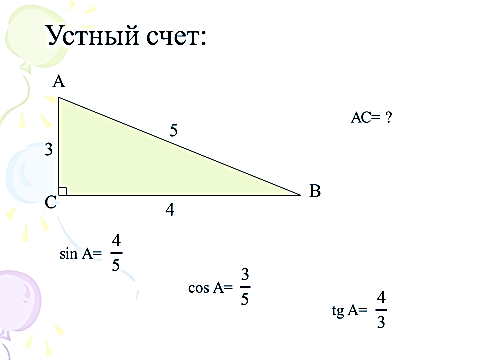 Устный счет:
A
AC= ?
5
3
C
B
4
sin A= 4/5
cos A= 3/5
tg A= 4/3